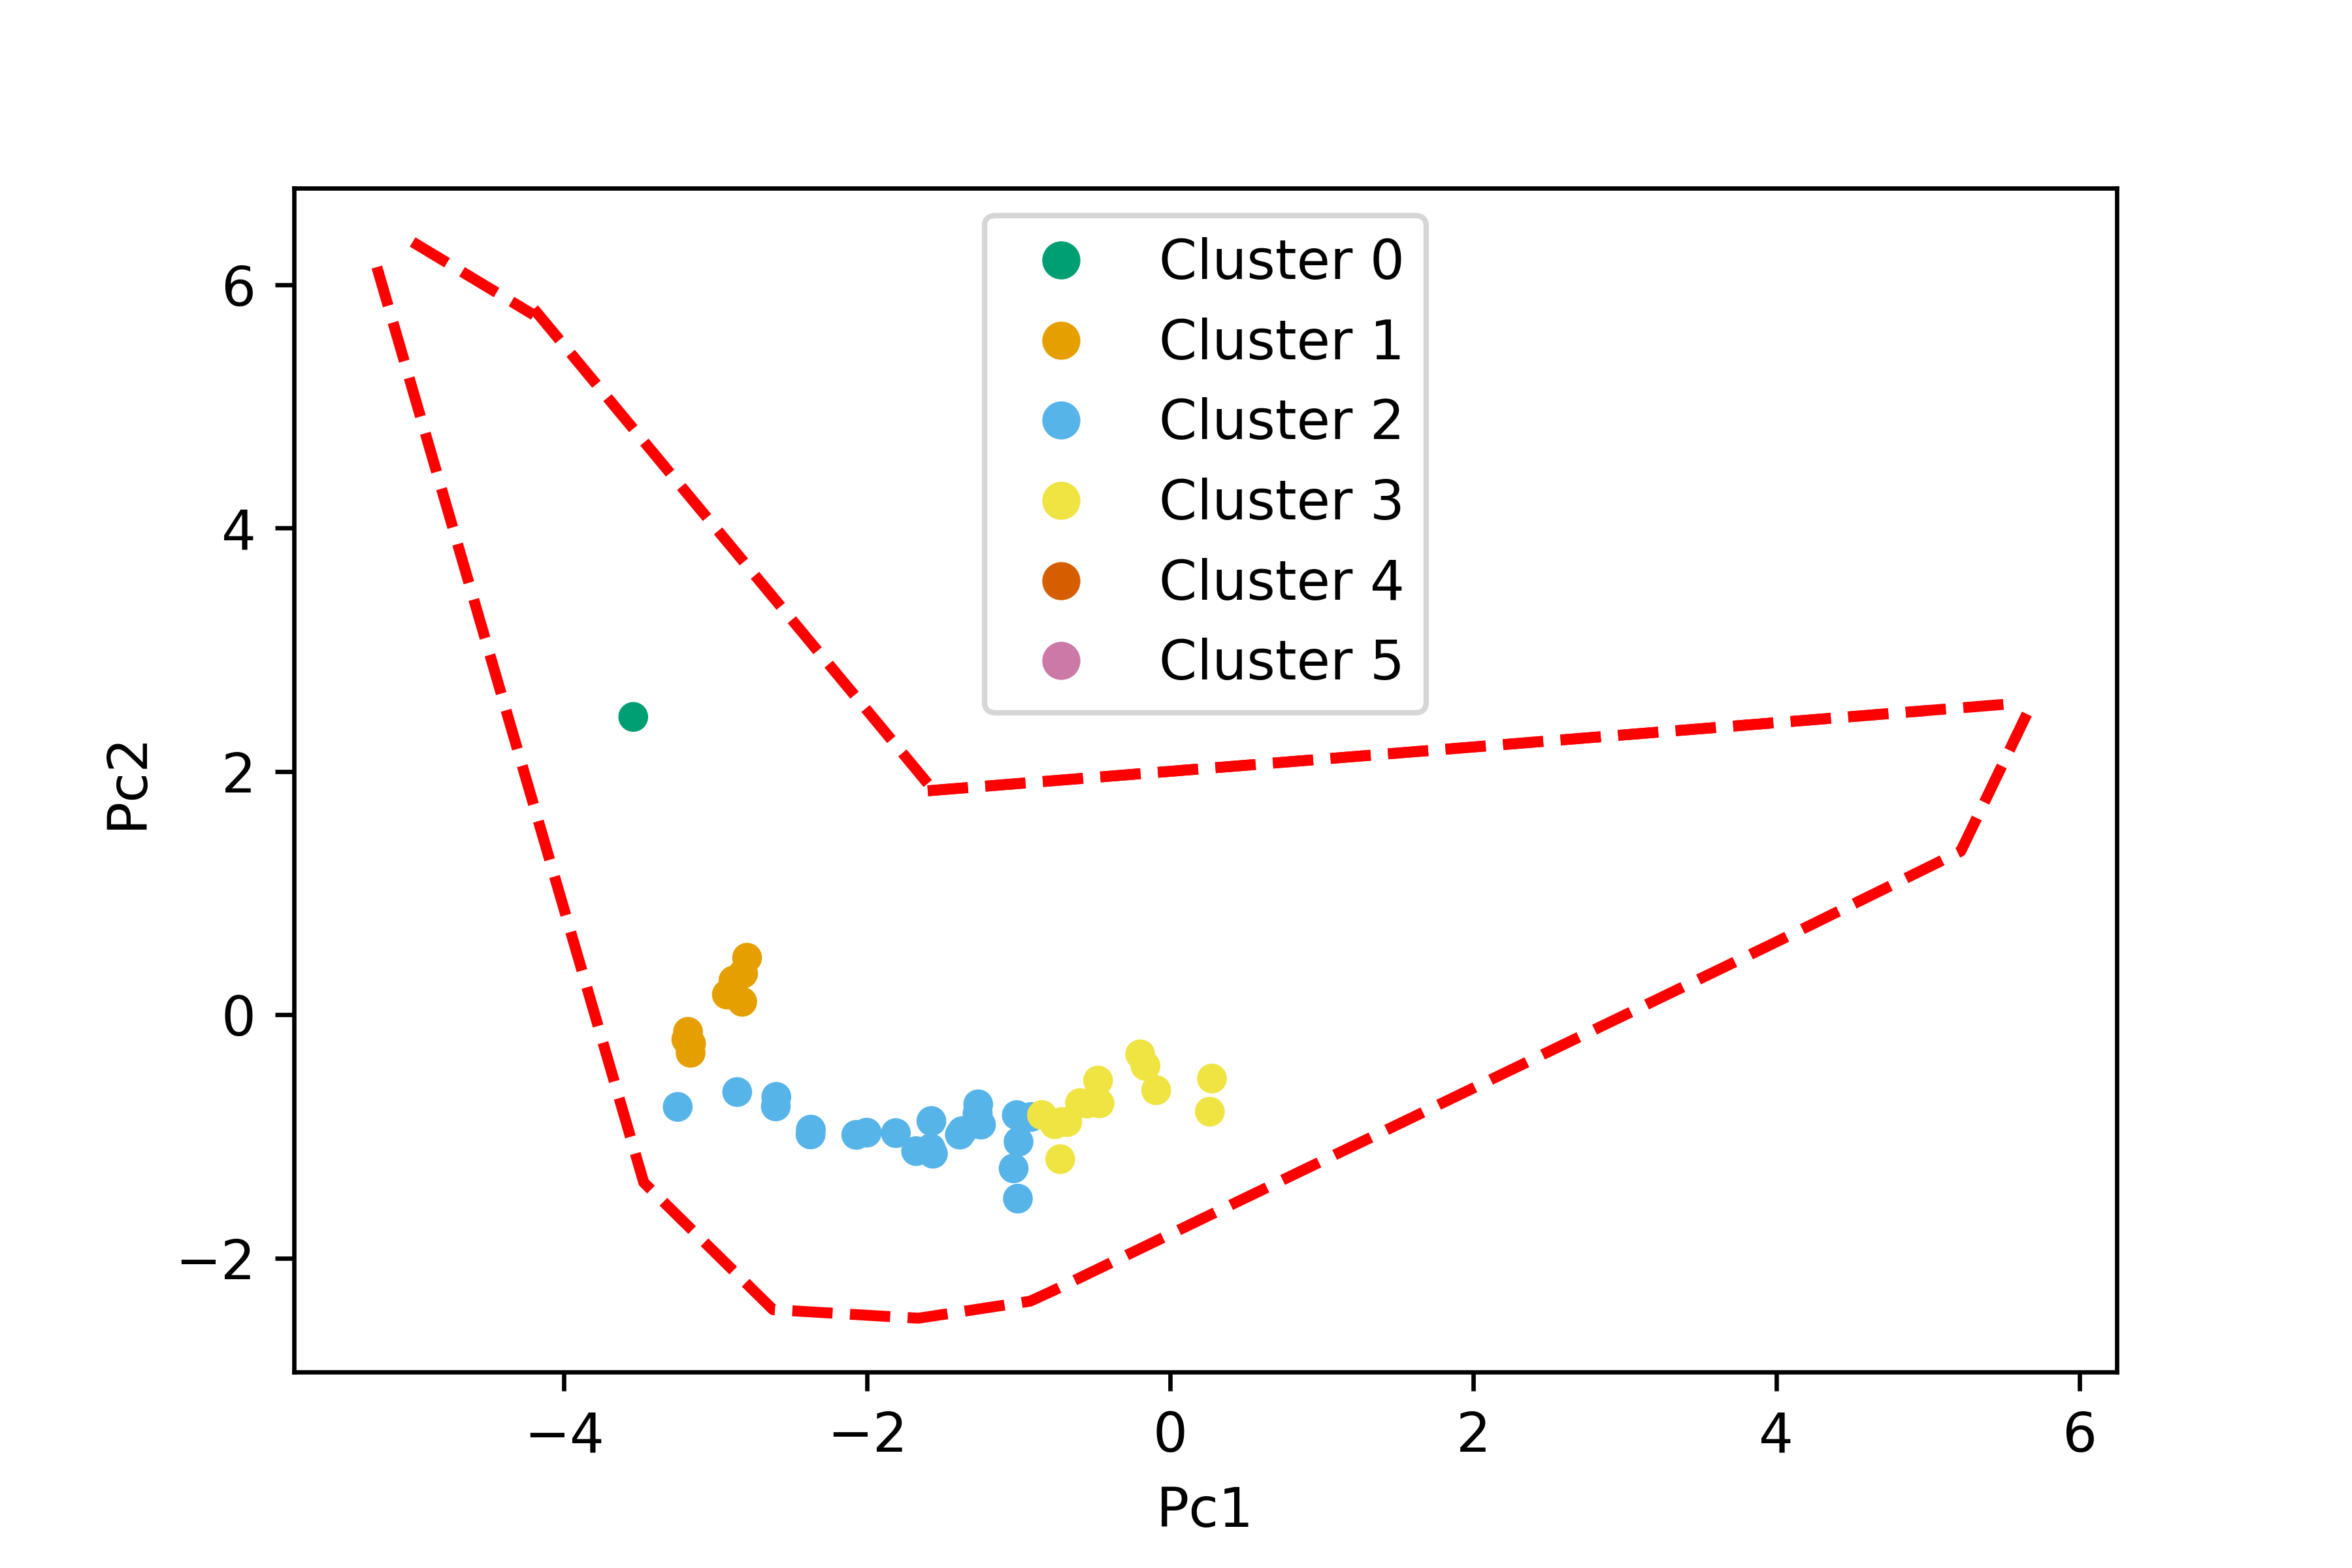 Cluster 0
Cluster 1
Cluster 2
Cluster 3
Cluster 4
Cluster 5
6
4
2
0
−2
Pc2
−4 −2 0 2 4 6
Pc1